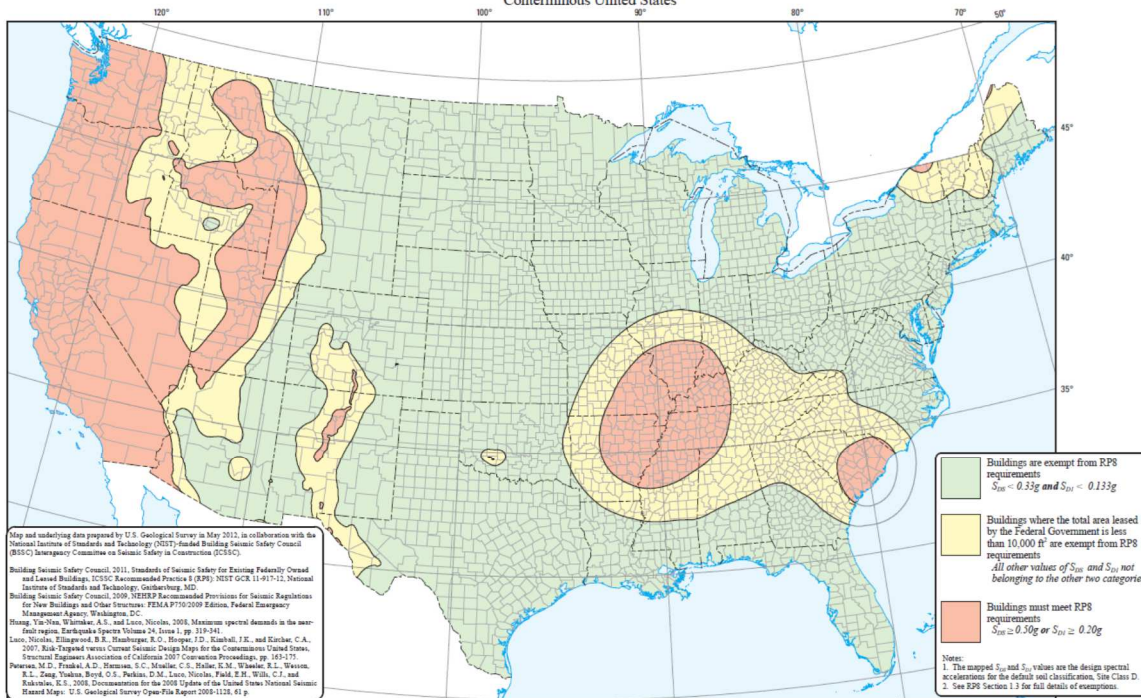 Conterminous United States
120°
110°
100°
90°
80°
70°
50°
45°
40°
35°
Buildings are exempt from RP8
requirements
S_DS < 0.33g and S_D1 < 0.133g
Buildings where the total area leased
by the Federal Government is less
than 10,000 ft² are exempt from RP8
requirements
All other values of S_DS and S_D1 not
belonging to the other two categorie
Buildings must meet RP8
requirements
S_DS ≥ 0.50g or S_D1 ≥ 0.20g
Notes:
1. The mapped S_DS and S_D1 values are the design spectral
accelerations for the default soil classification, Site Class D.
2. See RP8 Section 1.3 for full details of exemptions.
Map and underlying data prepared by U.S. Geological Survey in May 2012, in collaboration with the
National Institute of Standards and Technology (NIST)-funded Building Seismic Safety Council
(BSSC) Interagency Committee on Seismic Safety in Construction (ICSSC).
Building Seismic Safety Council, 2011, Standards of Seismic Safety for Existing Federally Owned
and Leased Buildings, ICSSC Recommended Practice 8 (RP8): NIST GCR 11-917-12, National
Institute of Standards and Technology, Gaithersburg, MD.
Building Seismic Safety Council, 2009, NEHRP Recommended Provisions for Seismic Regulations
for New Buildings and Other Structures: FEMA P750/2009 Edition, Federal Emergency
Management Agency, Washington, DC.
Huang, Yin-Nan, Whittaker, A.S., and Luco, Nicolas, 2008, Maximum spectral demands in the near-
fault region, Earthquake Spectra Volume 24, Issue 1, pp. 319-341.
Luco, Nicolas, Ellingwood, B.R., Hamburger, R.O., Hooper, J.D., Kimball, J.K., and Kircher, C.A.,
2007, Risk-Targeted versus Current Seismic Design Maps for the Conterminous United States,
Structural Engineers Association of California 2007 Convention Proceedings, pp. 163-175.
Petersen, M.D., Frankel, A.D., Harmsen, S.C., Mueller, C.S., Haller, K.M., Wheeler, R.L., Wesson,
R.L., Zeng, Yuehua, Boyd, O.S., Perkins, D.M., Luco, Nicolas, Field, E.H., Wills, C.J., and
Rukstales, K.S., 2008, Documentation for the 2008 Update of the United States National Seismic
Hazard Maps: U.S. Geological Survey Open-File Report 2008-1128, 61 p.